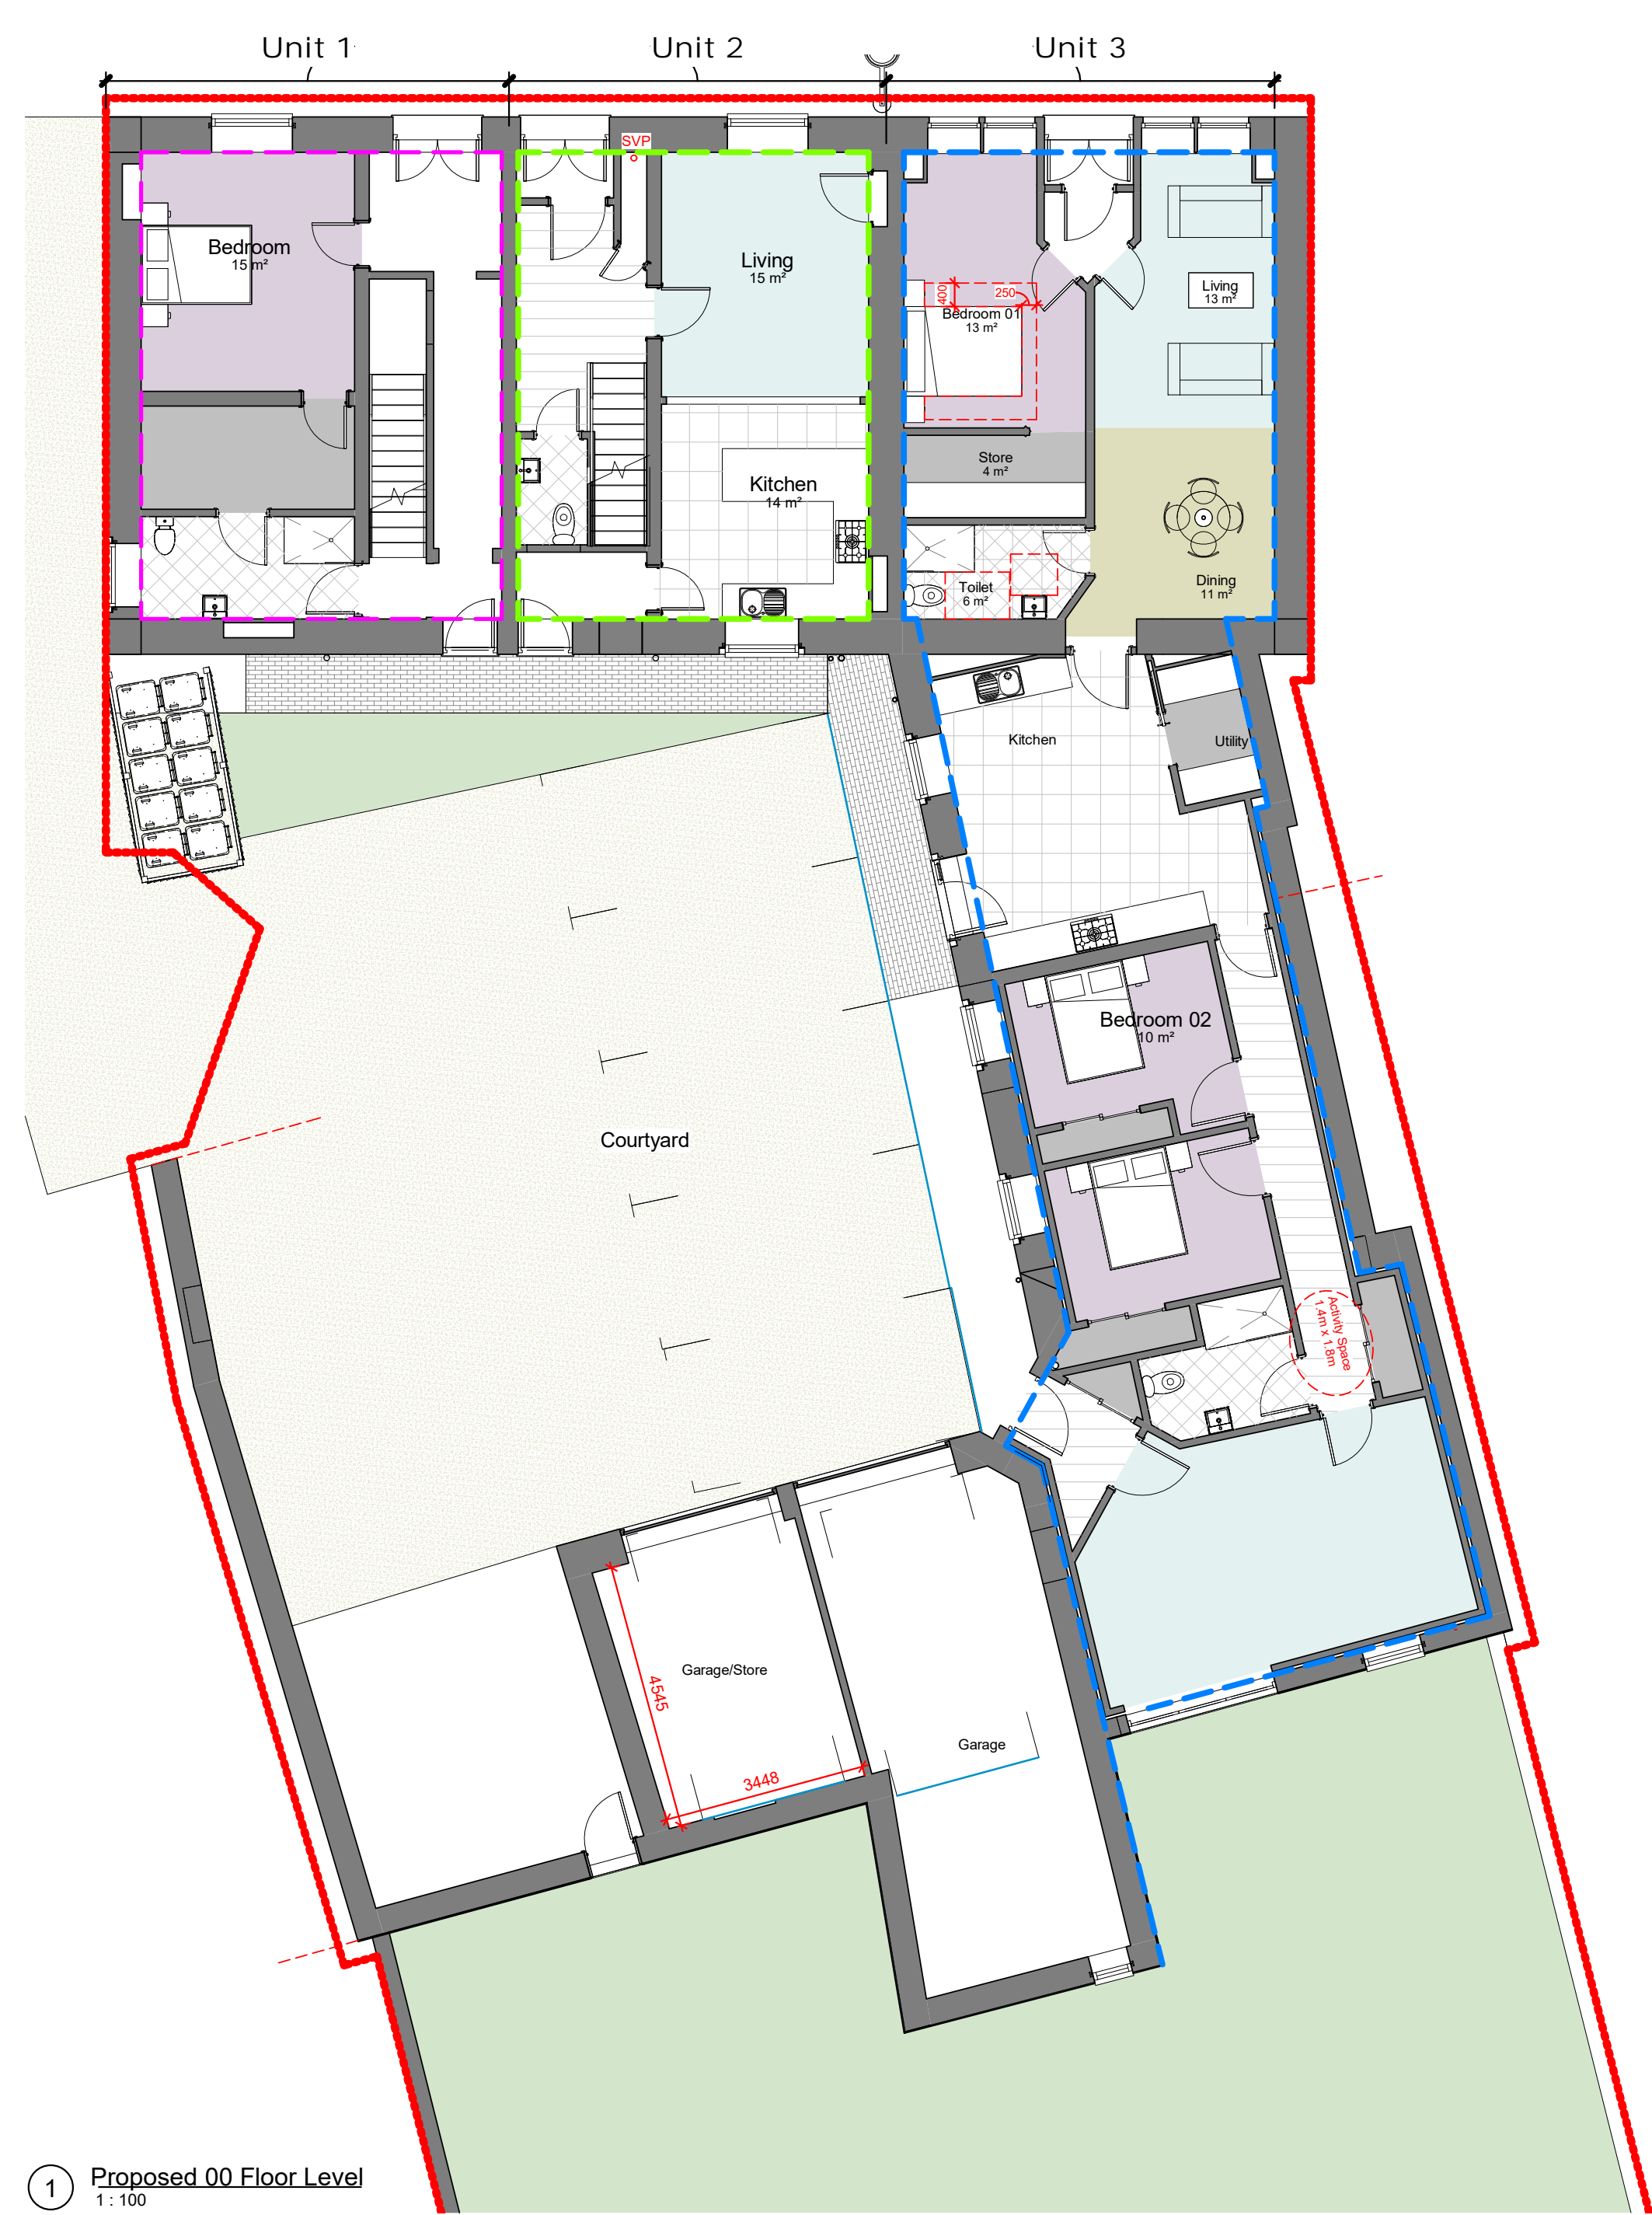 Unit 1
Unit 2
Unit 3
SVP
Bedroom
15 m²
Living
15 m²
Living
13 m²
400
250
Bedroom 01
13 m²
Store
4 m²
Kitchen
14 m²
Toilet
6 m²
Dining
11 m²
Kitchen
Utility
Bedroom 02
10 m²
Courtyard
Activity Space
1.4m x 1.8m
Garage/Store
4545
Garage
3448
1
Proposed 00 Floor Level
1 : 100